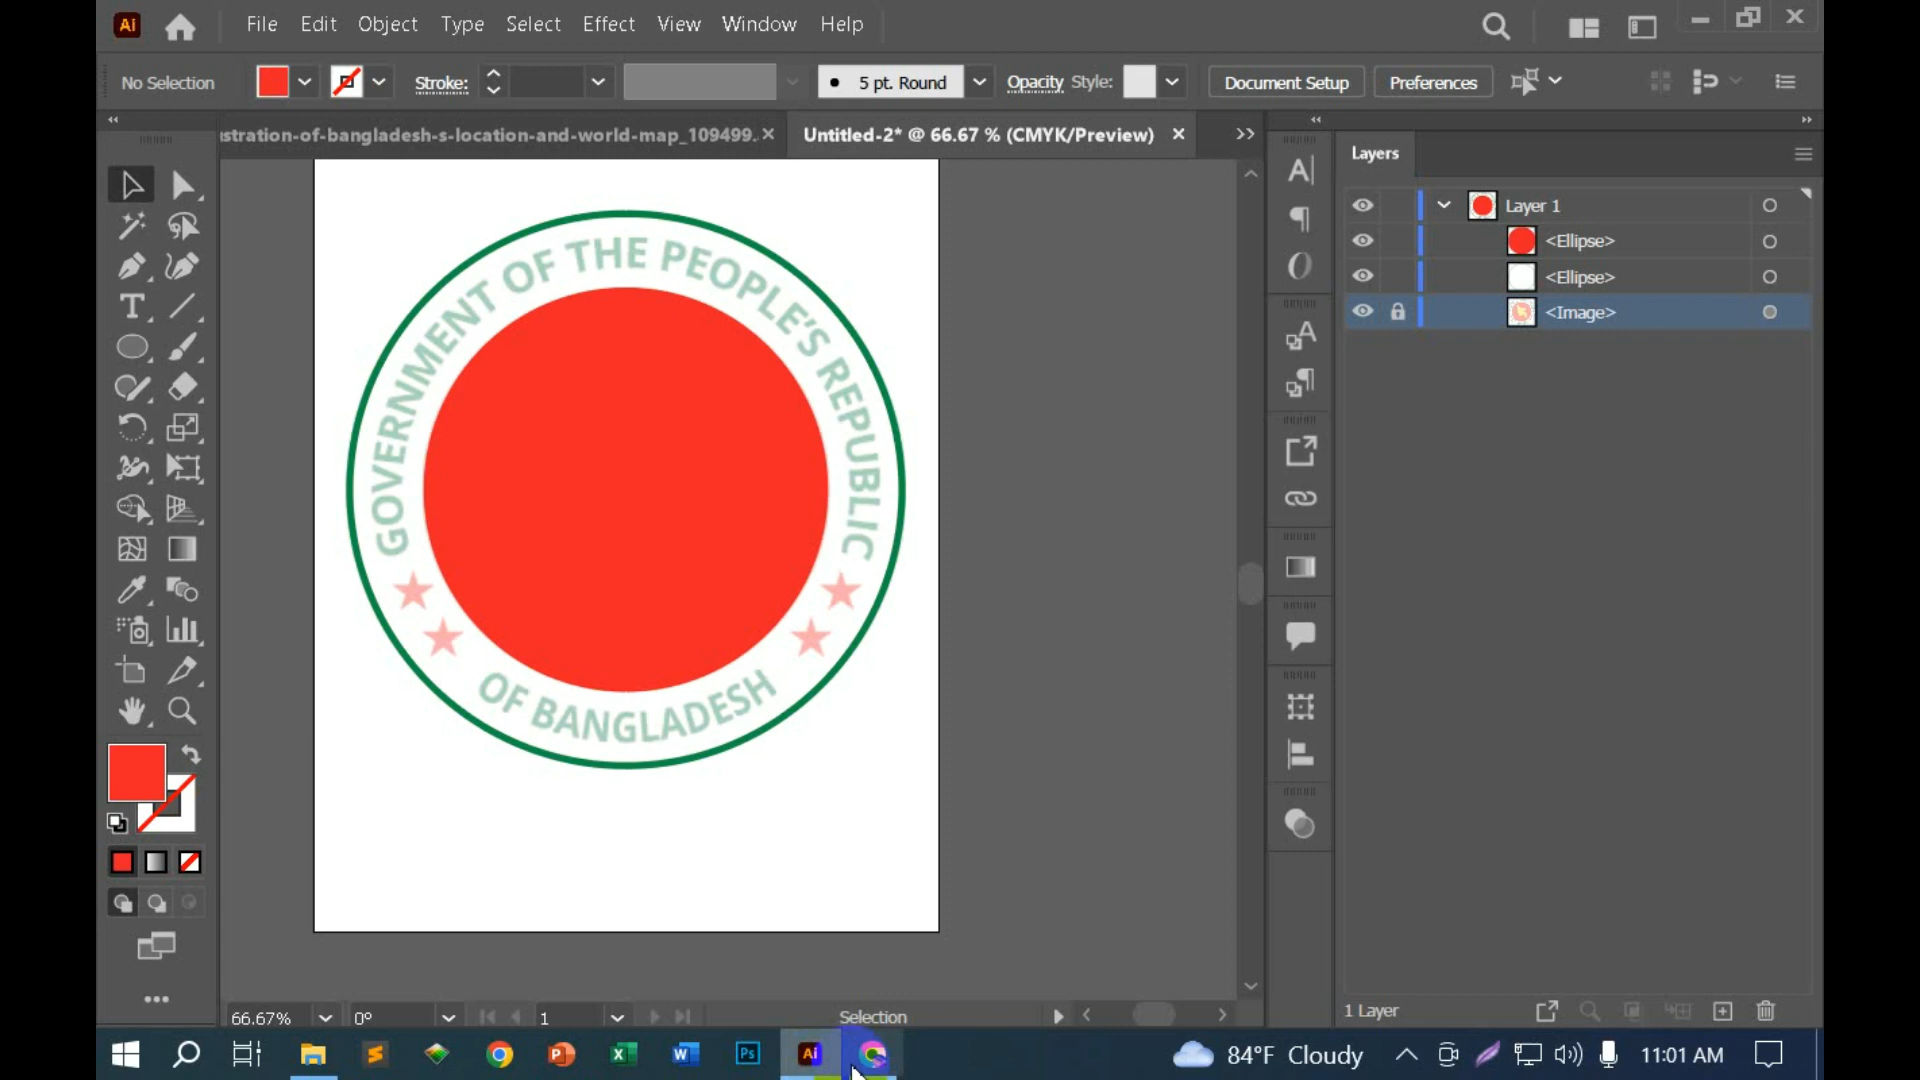 Ai File Edit Object Type Select Effect View Window Help
No Selection Stroke: 5 pt. Round Opacity Style: Document Setup Preferences
stration-of-bangladesh-s-location-and-world-map_109499. Untitled-2* @ 66.67 % (CMYK/Preview)
Layers
Layer 1
<Ellipse>
<Ellipse>
<Image>
GOVERNMENT OF THE PEOPLE'S REPUBLIC
OF BANGLADESH
66.67% 0° 1 Selection
1 Layer
84°F Cloudy 11:01 AM